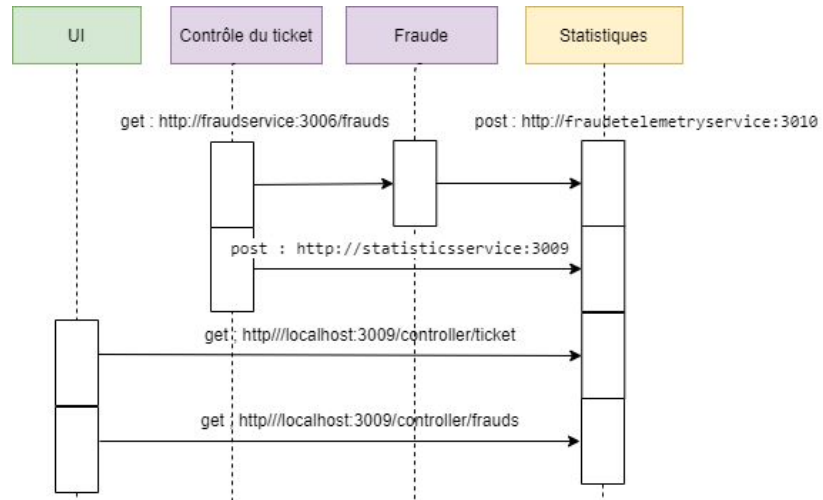 UI
Contrôle du ticket
Fraude
Statistiques
get : http://fraudservice:3006/frauds
post : http://fraudetelemetryservice:3010
post : http://statisticsservice:3009
get : http///localhost:3009/controller/ticket
get : http///localhost:3009/controller/frauds